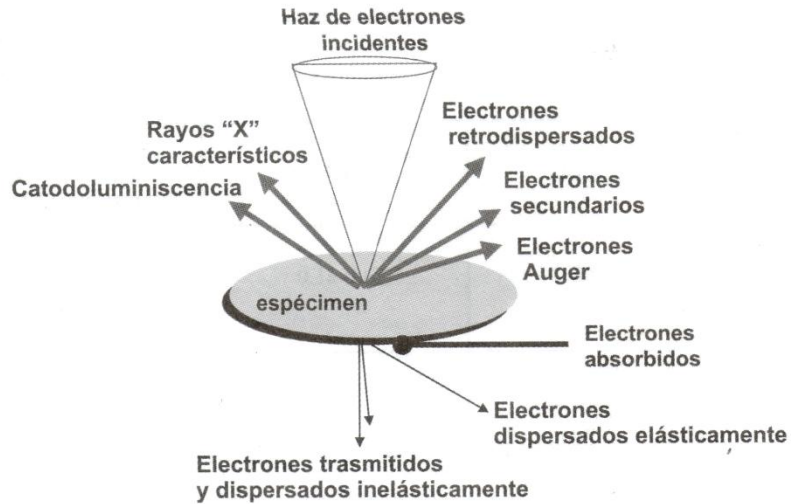 Haz de electrones
incidentes
Electrones
retrodispersados
Rayos “X”
característicos
Catodoluminiscencia
Electrones
secundarios
Electrones
Auger
espécimen
Electrones
absorbidos
Electrones
dispersados elásticamente
Electrones trasmitidos
y dispersados inelásticamente